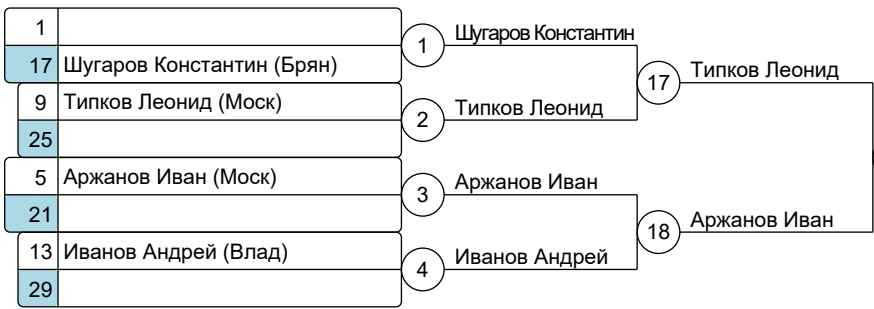 1
17 Шугаров Константин (Брян)
1
Шугаров Константин
9 Типков Леонид (Моск)
25
2
Типков Леонид
17
Типков Леонид
5 Аржанов Иван (Моск)
21
3
Аржанов Иван
13 Иванов Андрей (Влад)
29
4
Иванов Андрей
18
Аржанов Иван